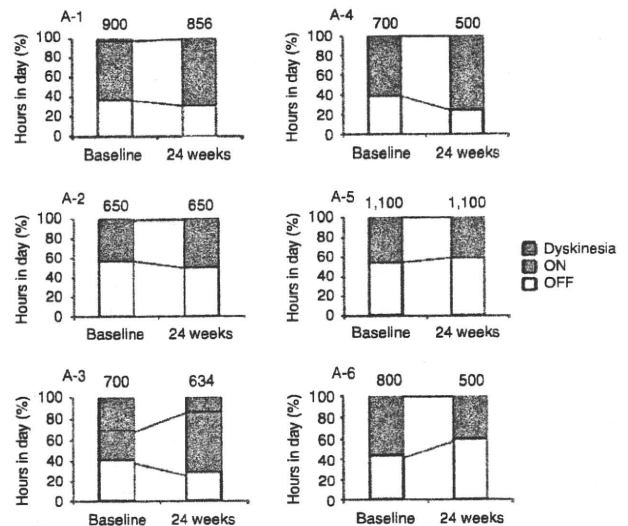 A-1 900 856
Hours in day (%)
100
80
60
40
20
0
Baseline 24 weeks
A-4 700 500
Hours in day (%)
100
80
60
40
20
0
Baseline 24 weeks
A-2 650 650
Hours in day (%)
100
80
60
40
20
0
Baseline 24 weeks
A-5 1,100 1,100
Hours in day (%)
100
80
60
40
20
0
Baseline 24 weeks
Dyskinesia
ON
OFF
A-3 700 634
Hours in day (%)
100
80
60
40
20
0
Baseline 24 weeks
A-6 800 500
Hours in day (%)
100
80
60
40
20
0
Baseline 24 weeks